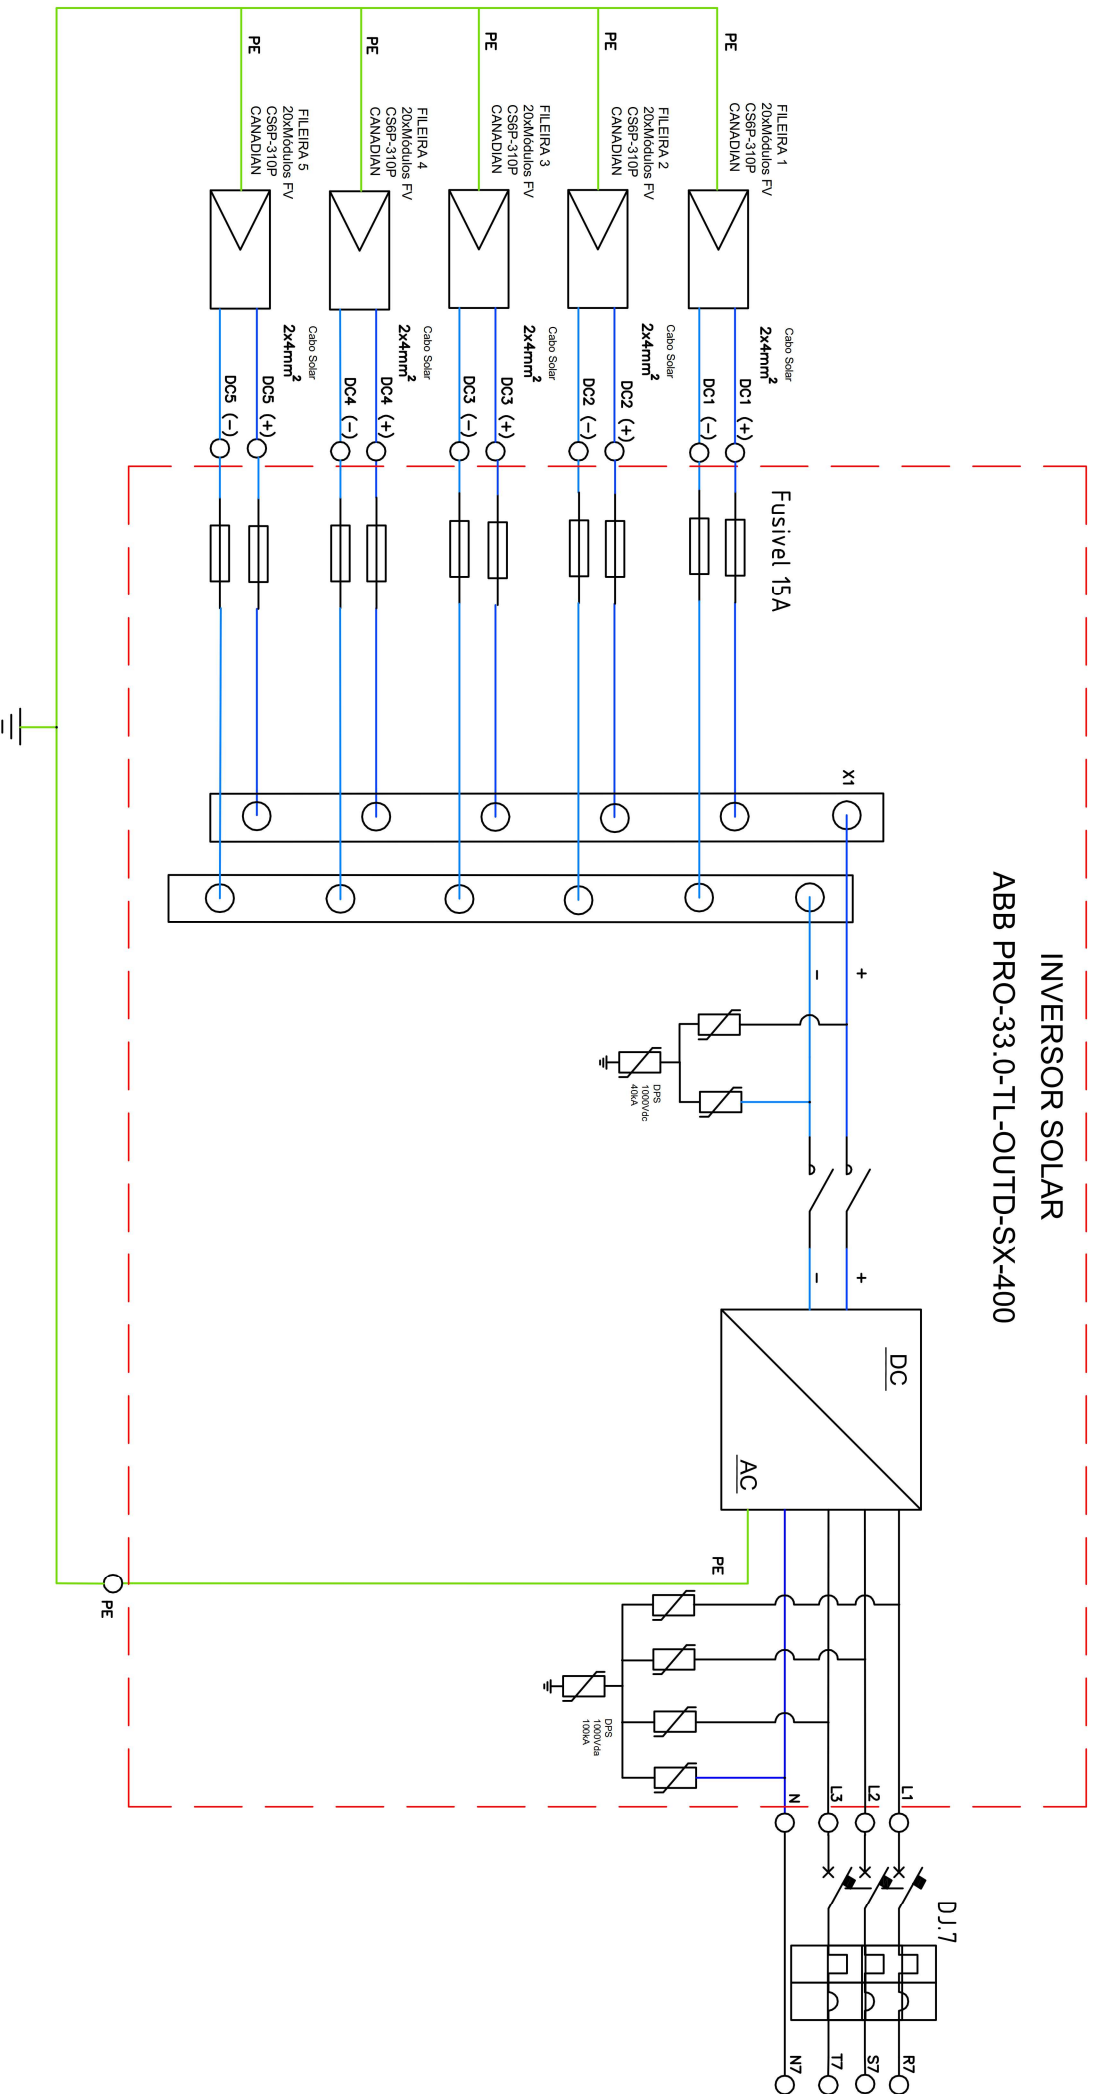 INVERSOR SOLAR
ABB PRO-33.0-TL-OUTD-SX-400
FILEIRA 1
20xMódulos FV
CS6P-310P
CANADIAN
PE
Cabo Solar
2x4mm²
DC1 (+)
DC1 (-)
Fusivel 15A
FILEIRA 2
20xMódulos FV
CS6P-310P
CANADIAN
PE
Cabo Solar
2x4mm²
DC2 (+)
DC2 (-)
FILEIRA 3
20xMódulos FV
CS6P-310P
CANADIAN
PE
Cabo Solar
2x4mm²
DC3 (+)
DC3 (-)
FILEIRA 4
20xMódulos FV
CS6P-310P
CANADIAN
PE
Cabo Solar
2x4mm²
DC4 (+)
DC4 (-)
FILEIRA 5
20xMódulos FV
CS6P-310P
CANADIAN
PE
Cabo Solar
2x4mm²
DC5 (+)
DC5 (-)
X1
+
-
DPS
1000Vdc
40kA
+
-
DC
AC
PE
PE
DPS
1000Vda
100kA
L1
L2
L3
N
DJ.7
R7
S7
T7
N7